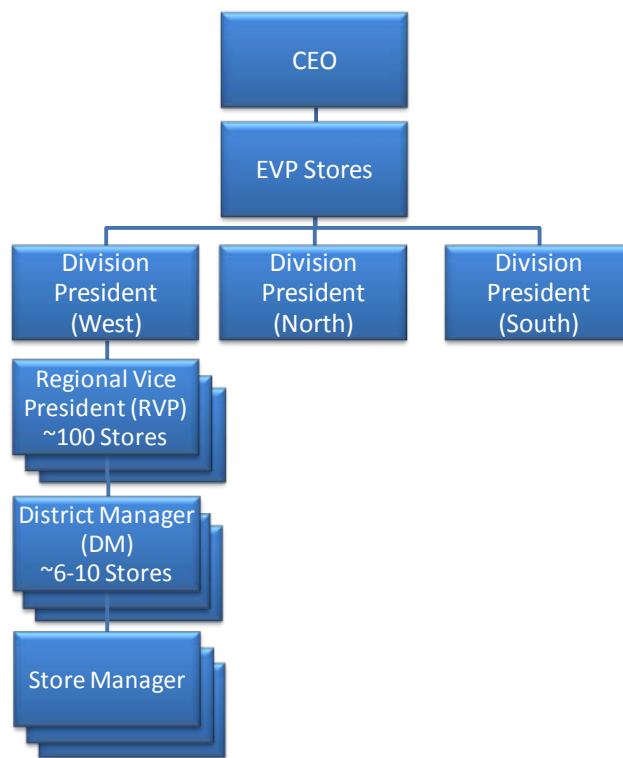 CEO
EVP Stores
Division
President
(West)
Division
President
(North)
Division
President
(South)
Regional Vice
President (RVP)
~100 Stores
District Manager
(DM)
~6-10 Stores
Store Manager